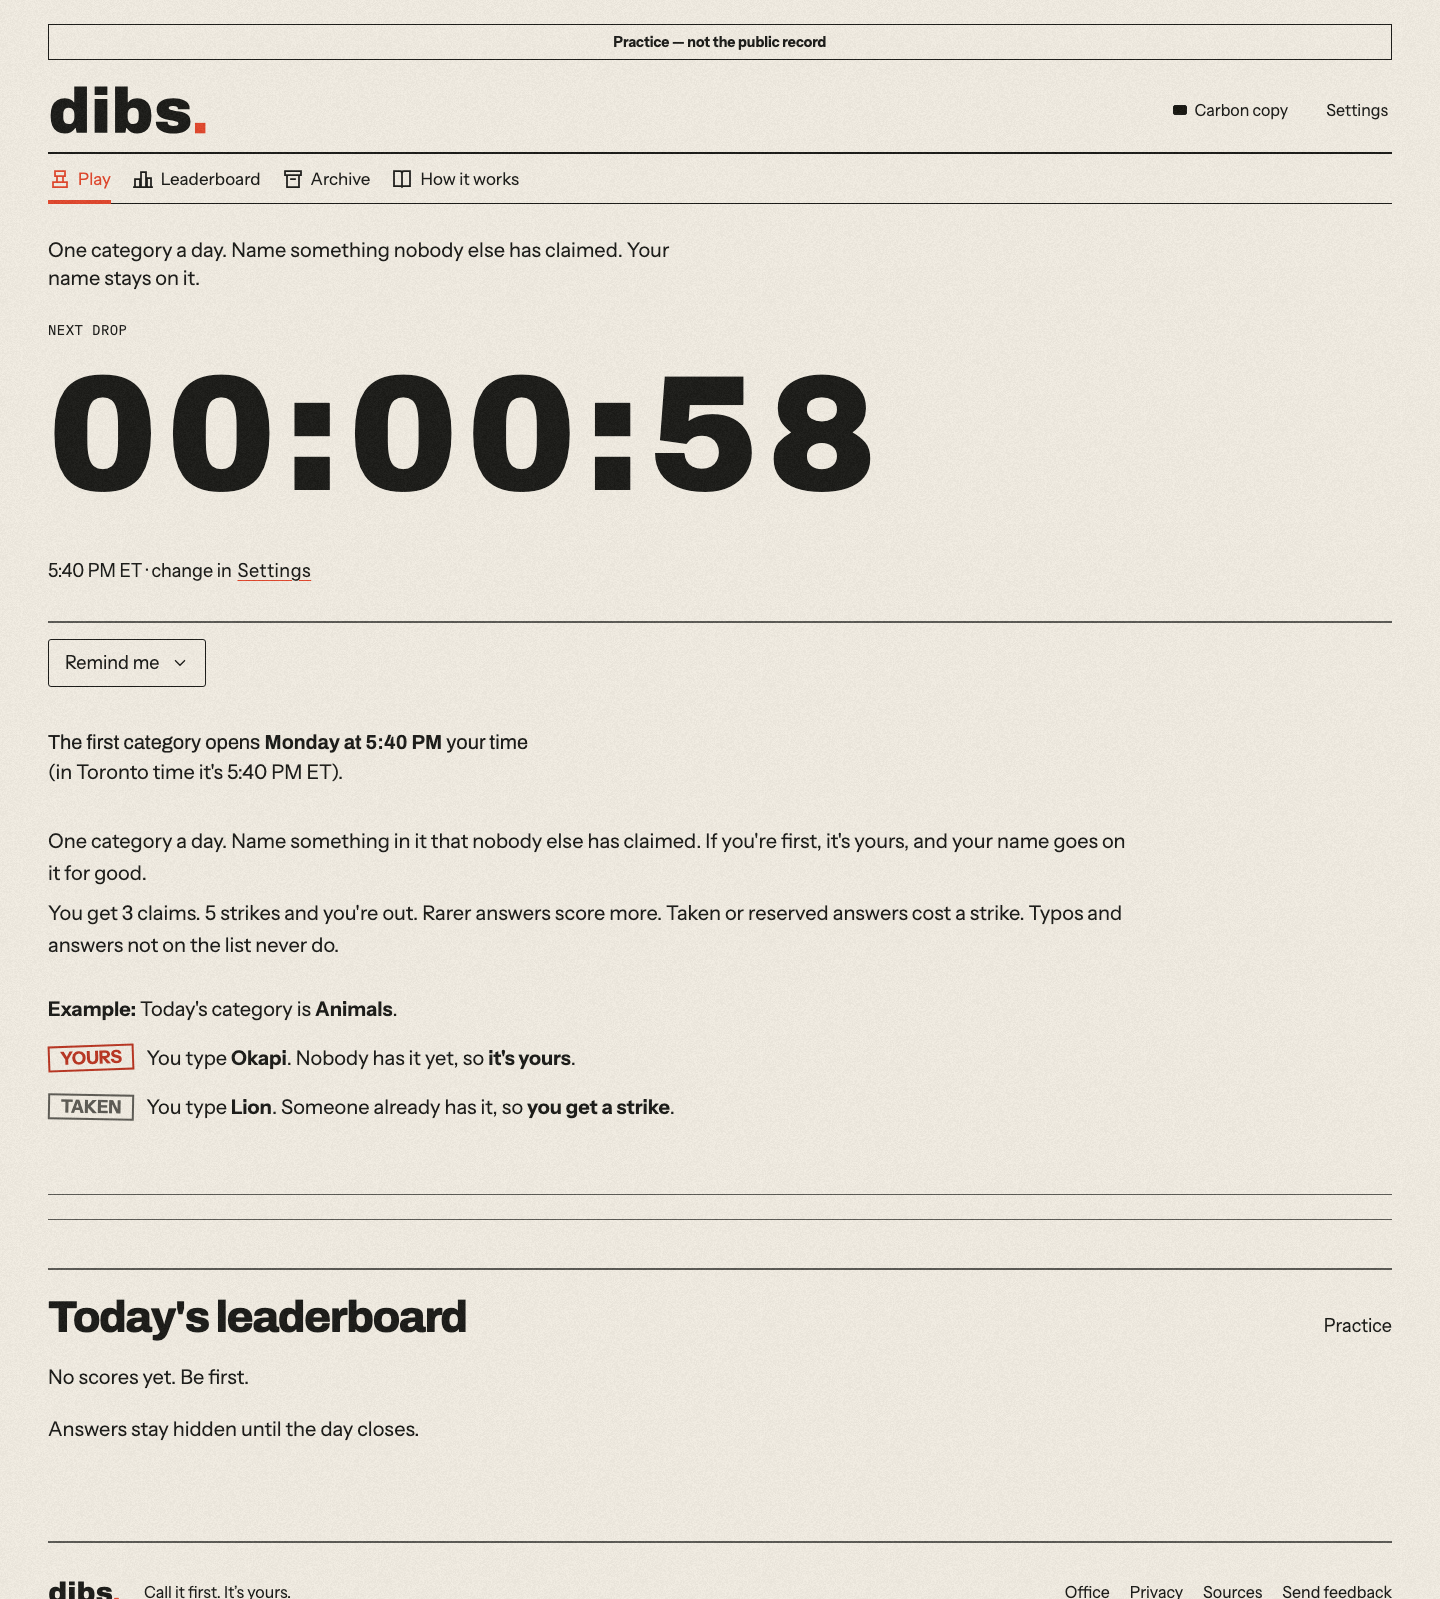 Practice — not the public record
dibs.
Carbon copy
Settings
Play
Leaderboard
Archive
How it works
One category a day. Name something nobody else has claimed. Your
name stays on it.
NEXT DROP
00:00:58
5:40 PM ET · change in Settings
Remind me
The first category opens Monday at 5:40 PM your time
(in Toronto time it's 5:40 PM ET).
One category a day. Name something in it that nobody else has claimed. If you're first, it's yours, and your name goes on
it for good.
You get 3 claims. 5 strikes and you're out. Rarer answers score more. Taken or reserved answers cost a strike. Typos and
answers not on the list never do.
Example: Today's category is Animals.
YOURS You type Okapi. Nobody has it yet, so it's yours.
TAKEN You type Lion. Someone already has it, so you get a strike.
Today's leaderboard
Practice
No scores yet. Be first.
Answers stay hidden until the day closes.
dibs.
Call it first. It’s yours.
Office Privacy Sources Send feedback